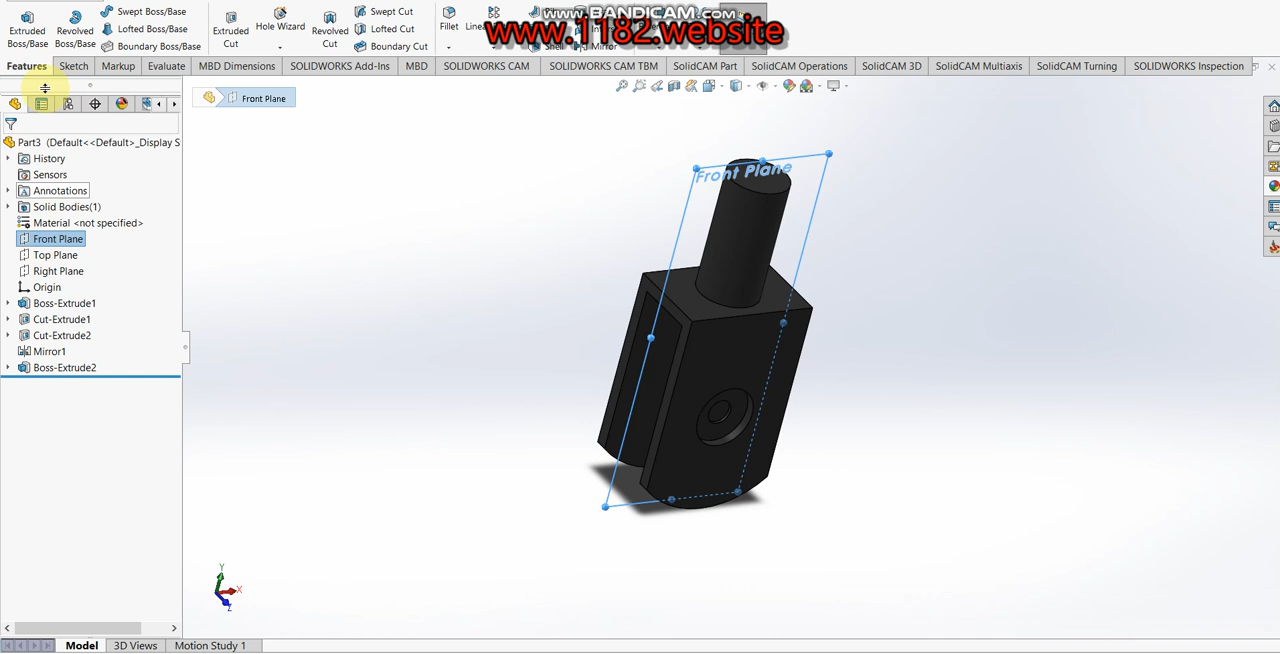 www.BANDICAM.com
www.1182.website
Extruded Boss/Base
Revolved Boss/Base
Swept Boss/Base
Lofted Boss/Base
Boundary Boss/Base
Extruded Cut
Hole Wizard
Revolved Cut
Swept Cut
Lofted Cut
Boundary Cut
Fillet
Mirror
Features
Sketch
Markup
Evaluate
MBD Dimensions
SOLIDWORKS Add-Ins
MBD
SOLIDWORKS CAM
SOLIDWORKS CAM TBM
SolidCAM Part
SolidCAM Operations
SolidCAM 3D
SolidCAM Multiaxis
SolidCAM Turning
SOLIDWORKS Inspection
Front Plane
Part3 (Default<<Default>_Display S
History
Sensors
Annotations
Solid Bodies(1)
Material <not specified>
Front Plane
Top Plane
Right Plane
Origin
Boss-Extrude1
Cut-Extrude1
Cut-Extrude2
Mirror1
Boss-Extrude2
Front Plane
Y
X
Z
Model
3D Views
Motion Study 1